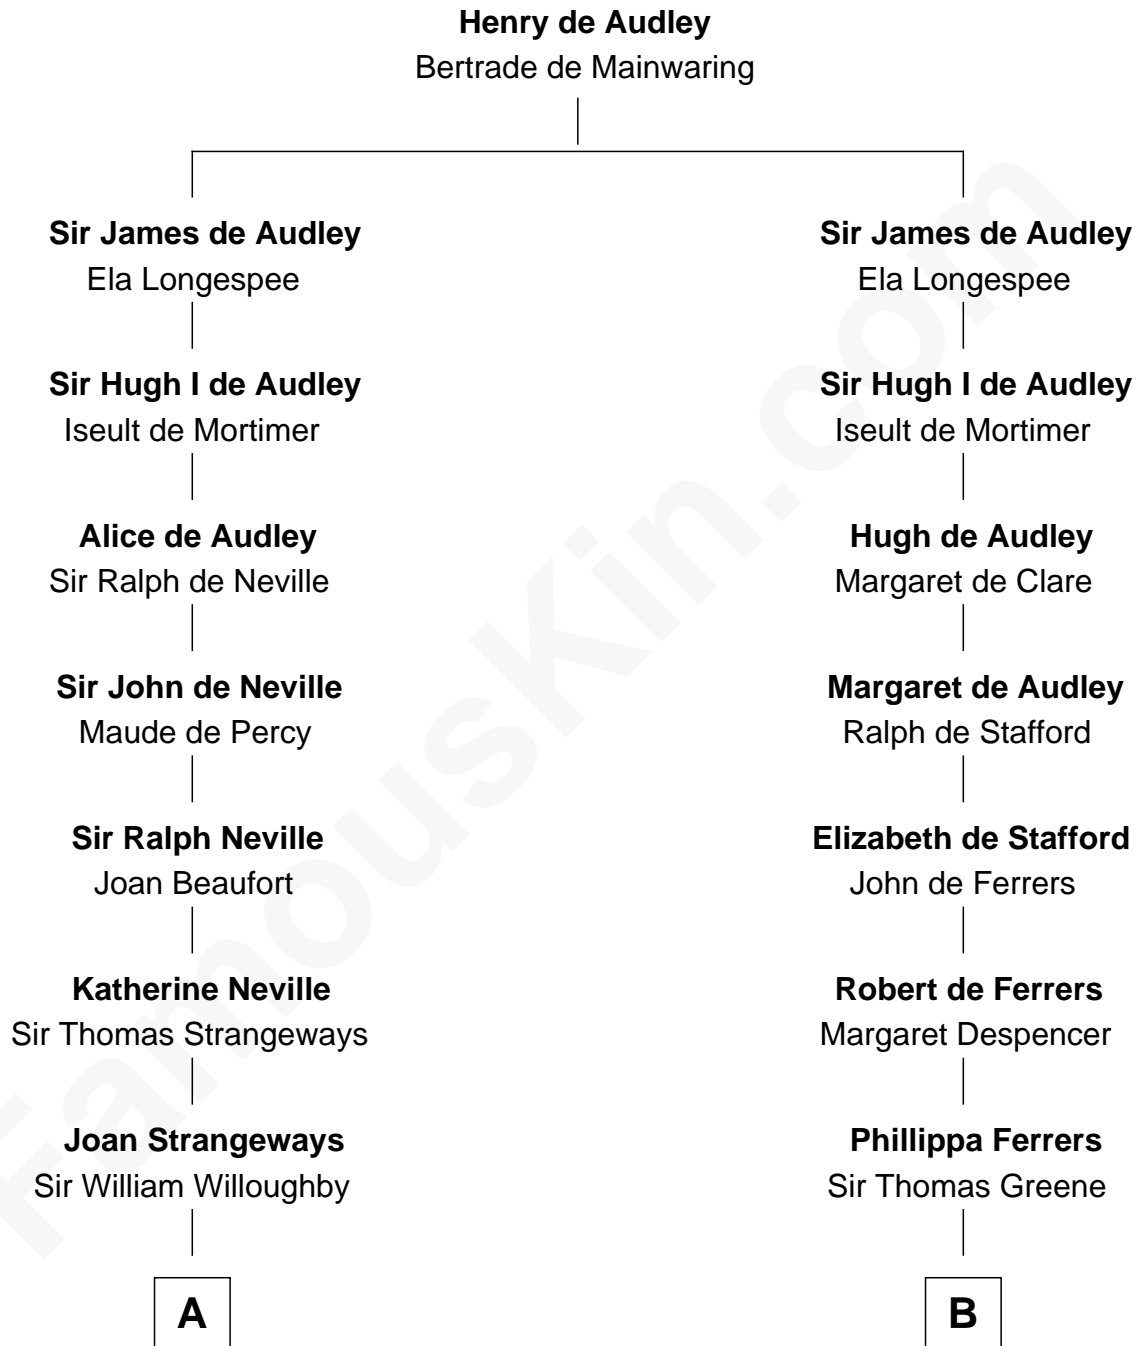 Henry de Audley
Bertrade de Mainwaring
Sir James de Audley
Ela Longespee
Sir Hugh I de Audley
Iseult de Mortimer
Alice de Audley
Sir Ralph de Neville
Sir John de Neville
Maude de Percy
Sir Ralph Neville
Joan Beaufort
Katherine Neville
Sir Thomas Strangeways
Joan Strangeways
Sir William Willoughby
A
Sir James de Audley
Ela Longespee
Sir Hugh I de Audley
Iseult de Mortimer
Hugh de Audley
Margaret de Clare
Margaret de Audley
Ralph de Stafford
Elizabeth de Stafford
John de Ferrers
Robert de Ferrers
Margaret Despencer
Phillippa Ferrers
Sir Thomas Greene
B
FamousKin.com